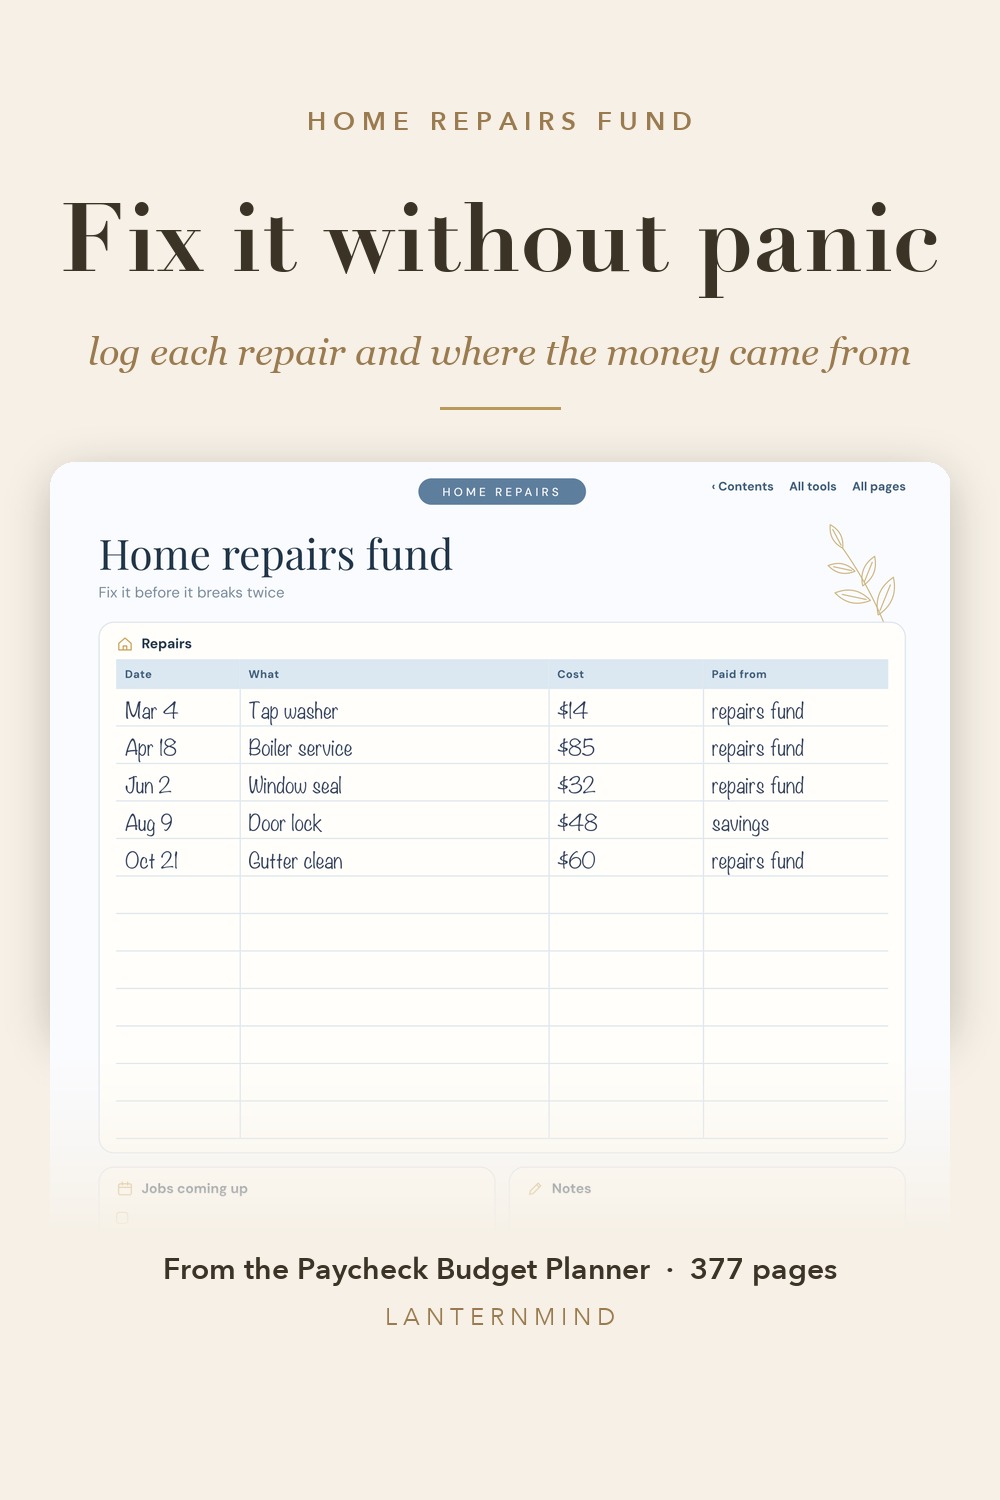 HOME REPAIRS FUND
Fix it without panic
log each repair and where the money came from
HOME REPAIRS
‹ Contents All tools All pages
Home repairs fund
Fix it before it breaks twice
Repairs
Date What Cost Paid from
Mar 4 Tap washer $14 repairs fund
Apr 18 Boiler service $85 repairs fund
Jun 2 Window seal $32 repairs fund
Aug 9 Door lock $48 savings
Oct 21 Gutter clean $60 repairs fund
Jobs coming up Notes
From the Paycheck Budget Planner · 377 pages
LANTERNMIND